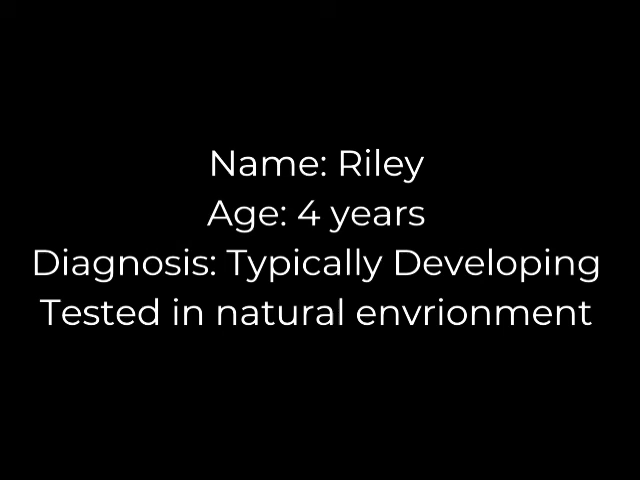 Name: Riley
Age: 4 years
Diagnosis: Typically Developing
Tested in natural envrionment